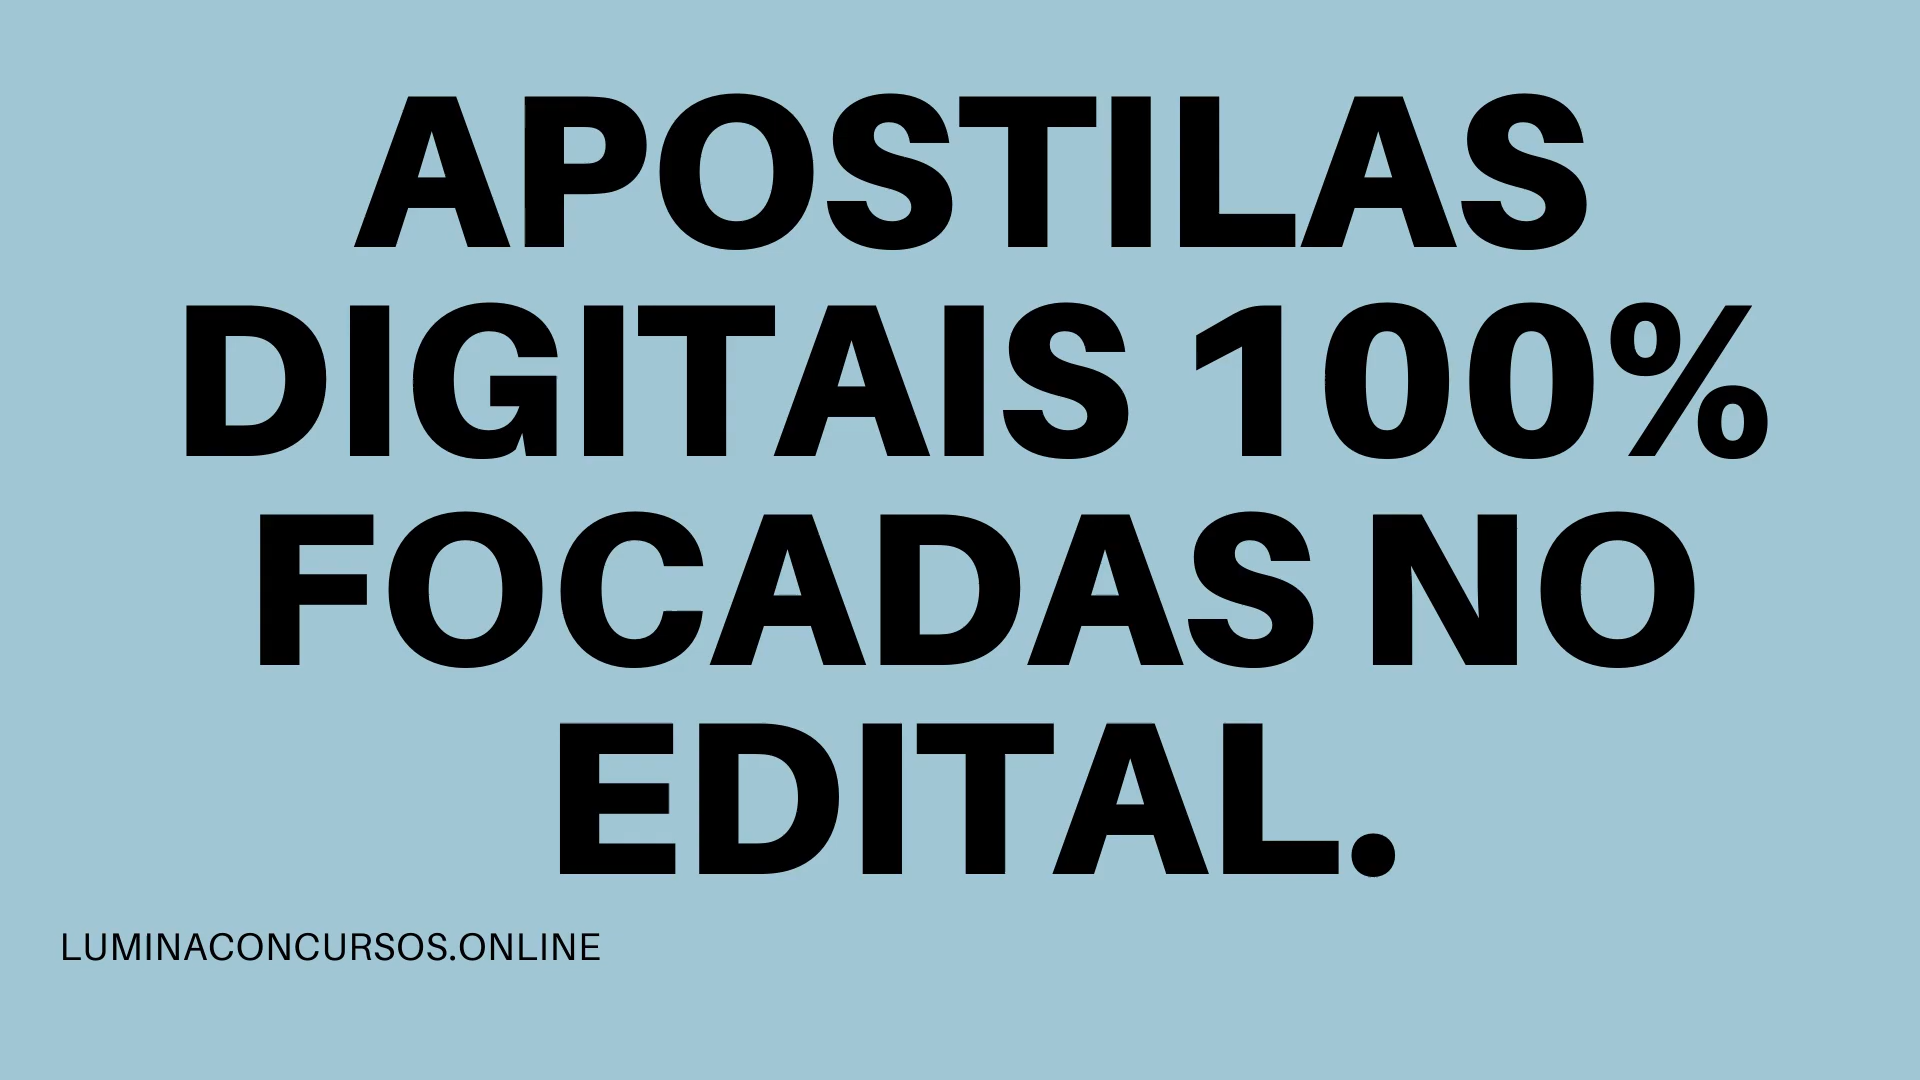 APOSTILAS
DIGITAIS 100%
FOCADAS NO
EDITAL.
LUMINACONCURSOS.ONLINE